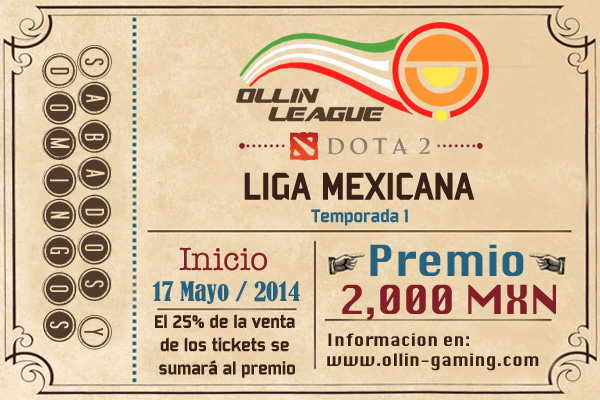 SABADOS Y
DOMINGOS
OLLIN
LEAGUE
DOTA 2
LIGA MEXICANA
Temporada 1
Inicio
17 Mayo / 2014
El 25% de la venta
de los tickets se
sumará al premio
Premio
2,000 MXN
Informacion en:
www.ollin-gaming.com